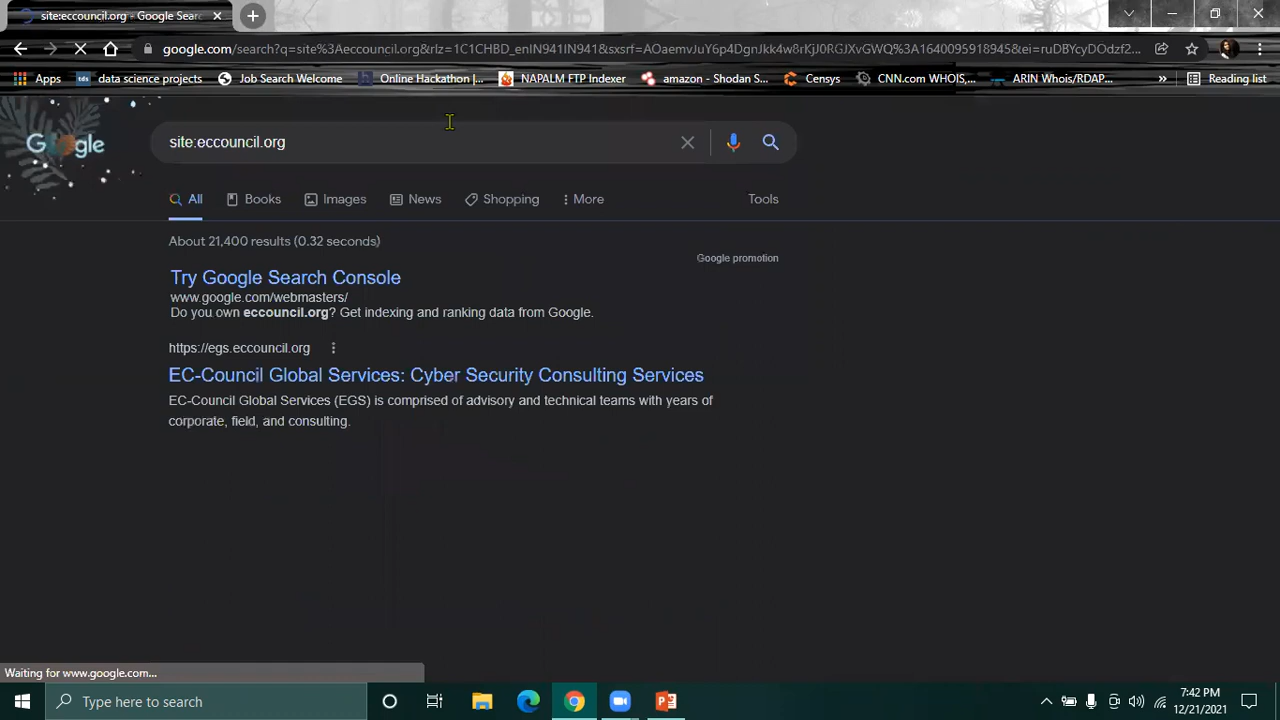 site:eccouncil.org - Google Sear
google.com/search?q=site%3Aeccouncil.org&rlz=1C1CHBD_enIN941IN941&sxsrf=AOaemvJuY6p4DgnJkk4w8rKjJ0RGJXvGWQ%3A1640095918945&ei=ruDBYcyDOdzf2...
Apps tds data science projects Job Search Welcome h Online Hackathon |... NAPALM FTP Indexer amazon - Shodan S... Censys CNN.com WHOIS,... ARIN Whois/RDAP... » Reading list
Google site:eccouncil.org
All Books Images News Shopping More Tools
About 21,400 results (0.32 seconds)
Google promotion
Try Google Search Console
www.google.com/webmasters/
Do you own eccouncil.org? Get indexing and ranking data from Google.
https://egs.eccouncil.org
EC-Council Global Services: Cyber Security Consulting Services
EC-Council Global Services (EGS) is comprised of advisory and technical teams with years of
corporate, field, and consulting.
Waiting for www.google.com...
Type here to search
7:42 PM
12/21/2021